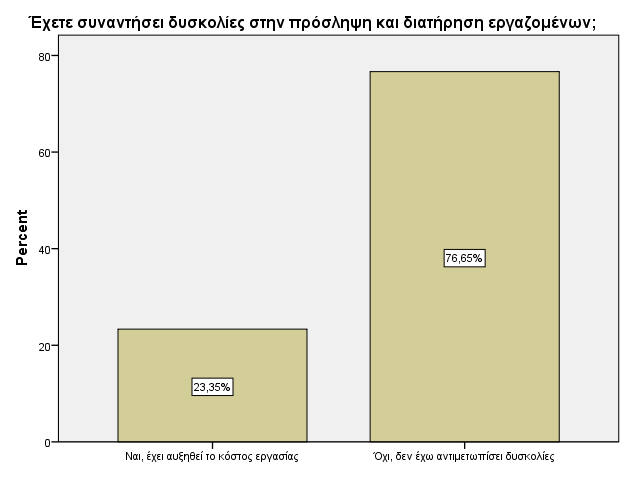 Έχετε συναντήσει δυσκολίες στην πρόσληψη και διατήρηση εργαζομένων;
80
60
40
20
0
Percent
23,35%
76,65%
Ναι, έχει αυξηθεί το κόστος εργασίας
Όχι, δεν έχω αντιμετωπίσει δυσκολίες